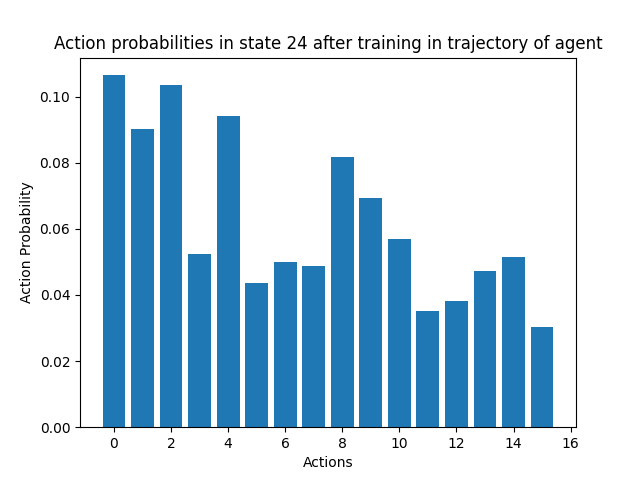 Action probabilities in state 24 after training in trajectory of agent
Action Probability
0.10
0.08
0.06
0.04
0.02
0.00
0 2 4 6 8 10 12 14 16
Actions